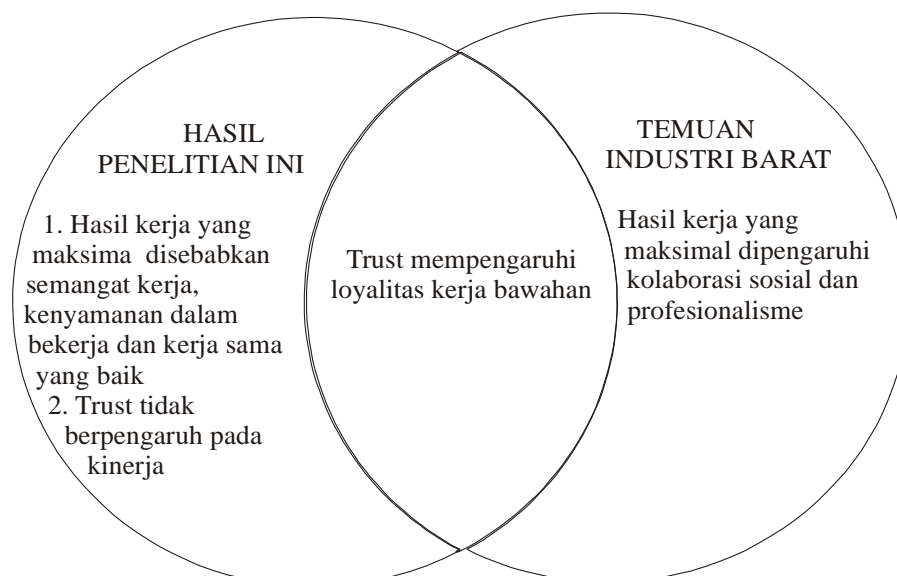 HASIL
PENELITIAN INI
1. Hasil kerja yang
maksima disebabkan
semangat kerja,
kenyamanan dalam
bekerja dan kerja sama
yang baik
2. Trust tidak
berpengaruh pada
kinerja
Trust mempengaruhi
loyalitas kerja bawahan
TEMUAN
INDUSTRI BARAT
Hasil kerja yang
maksimal dipengaruhi
kolaborasi sosial dan
profesionalisme